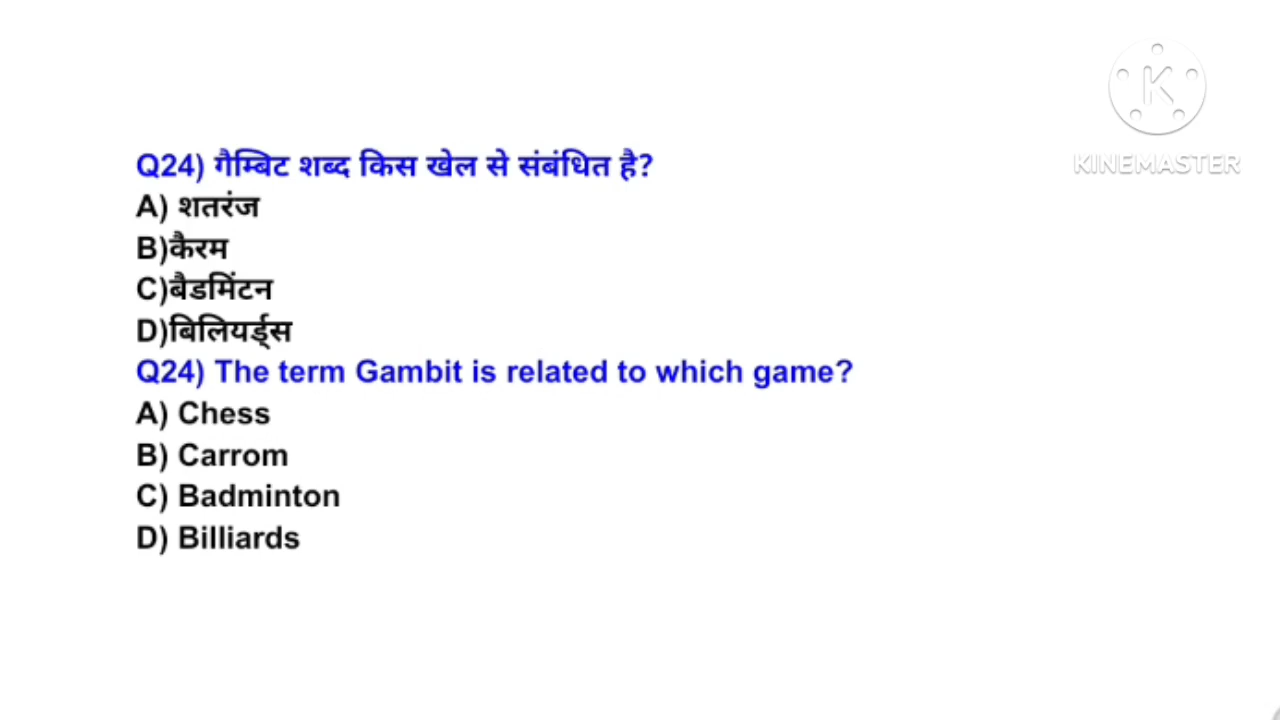 Q24) गैम्बिट शब्द किस खेल से संबंधित है?
A) शतरंज
B)कैरम
C)बैडमिंटन
D)बिलियर्ड्स
Q24) The term Gambit is related to which game?
A) Chess
B) Carrom
C) Badminton
D) Billiards
K
KINEMASTER